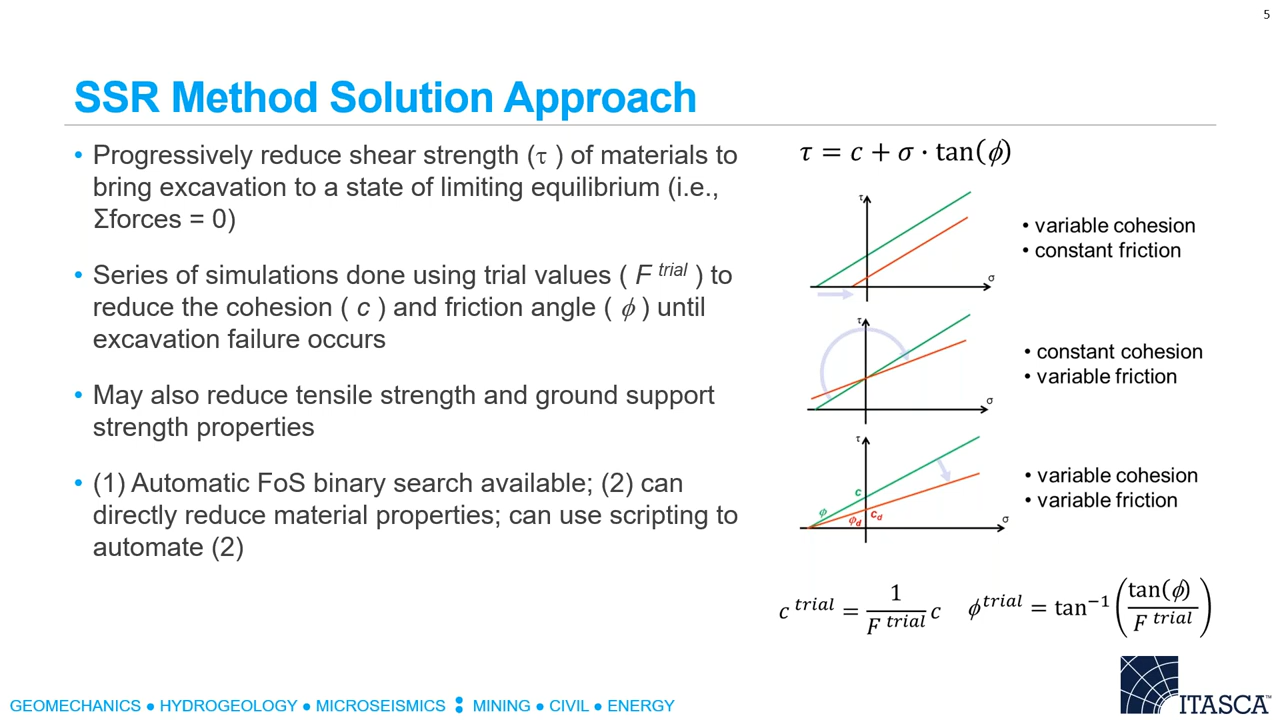 5
SSR Method Solution Approach
• Progressively reduce shear strength (τ ) of materials to
bring excavation to a state of limiting equilibrium (i.e.,
Σforces = 0)
• Series of simulations done using trial values ( F ᵗʳⁱᵃˡ ) to
reduce the cohesion ( c ) and friction angle ( ϕ ) until
excavation failure occurs
• May also reduce tensile strength and ground support
strength properties
• (1) Automatic FoS binary search available; (2) can
directly reduce material properties; can use scripting to
automate (2)
τ = c + σ · tan(ϕ)
τ
σ
• variable cohesion
• constant friction
τ
σ
• constant cohesion
• variable friction
τ
c
φ
φd
cd
σ
• variable cohesion
• variable friction
c ᵗʳⁱᵃˡ = 1 / F ᵗʳⁱᵃˡ c
ϕᵗʳⁱᵃˡ = tan⁻¹ (tan(ϕ) / F ᵗʳⁱᵃˡ)
GEOMECHANICS ● HYDROGEOLOGY ● MICROSEISMICS : MINING ● CIVIL ● ENERGY
ITASCA™